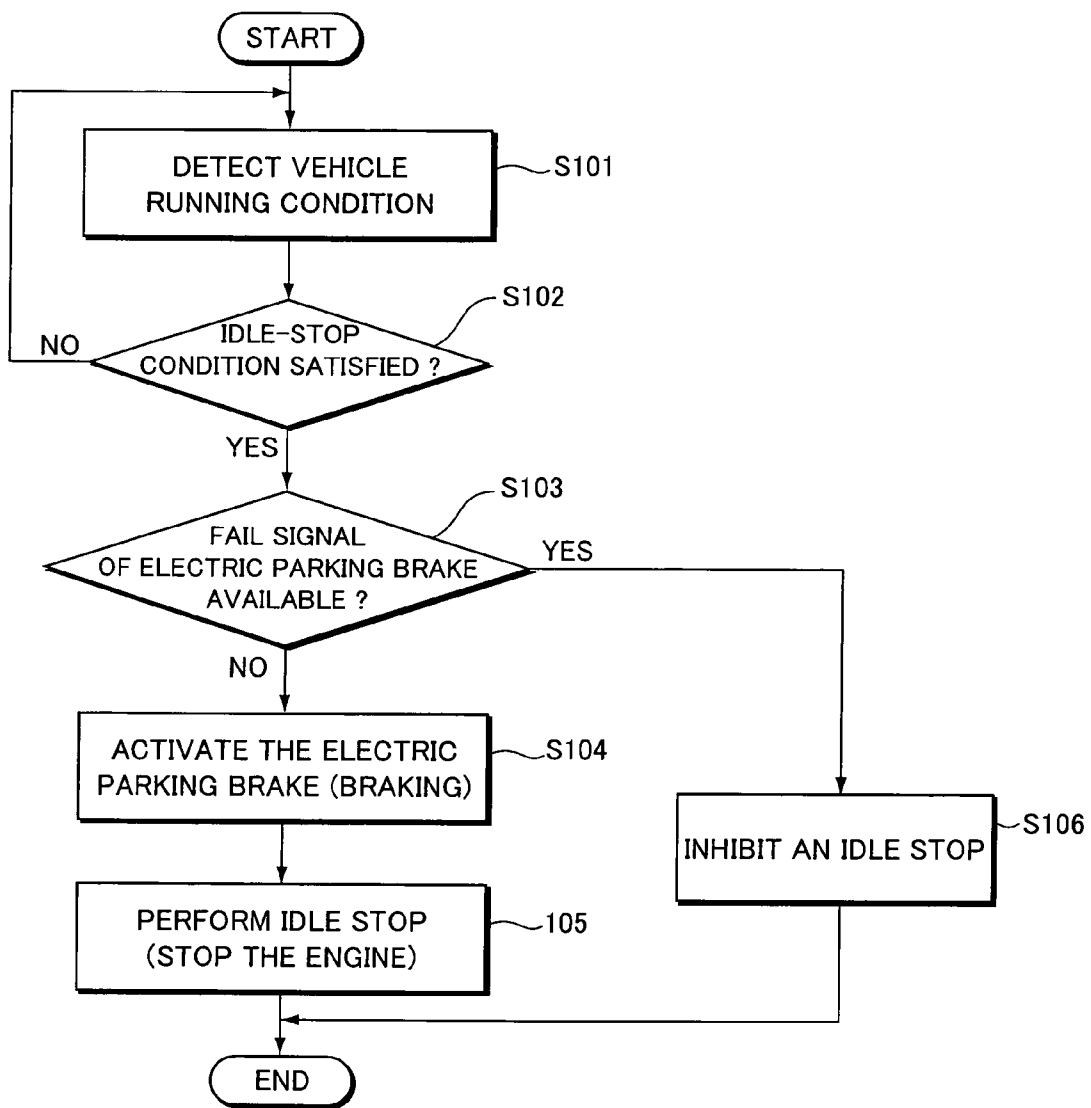 START
DETECT VEHICLE
RUNNING CONDITION
S101
S102
IDLE-STOP
CONDITION SATISFIED ?
NO
YES
S103
FAIL SIGNAL
OF ELECTRIC PARKING BRAKE
AVAILABLE ?
YES
NO
ACTIVATE THE ELECTRIC
PARKING BRAKE (BRAKING)
S104
INHIBIT AN IDLE STOP
S106
PERFORM IDLE STOP
(STOP THE ENGINE)
105
END